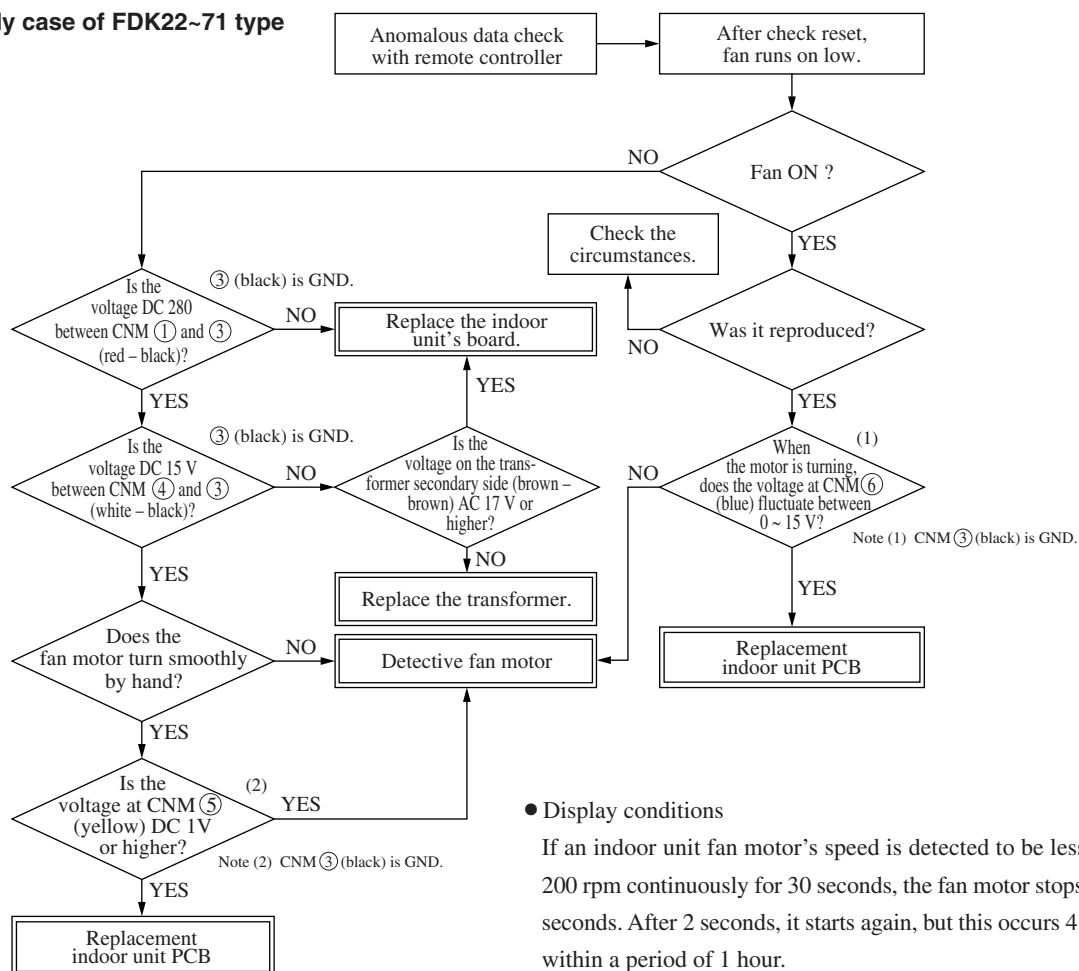 y case of FDK22~71 type
Anomalous data check
with remote controller
After check reset,
fan runs on low.
Fan ON ?
NO
YES
Check the
circumstances.
Was it reproduced?
NO
YES
Is the
voltage DC 280
between CNM ① and ③
(red – black)?
③ (black) is GND.
NO
YES
Replace the indoor
unit's board.
YES
Is the
voltage DC 15 V
between CNM ④ and ③
(white – black)?
③ (black) is GND.
NO
YES
Is the
voltage on the trans-
former secondary side (brown –
brown) AC 17 V or
higher?
NO
Replace the transformer.
When
the motor is turning,
does the voltage at CNM⑥
(blue) fluctuate between
0 ~ 15 V?
(1)
NO
Note (1) CNM③(black) is GND.
YES
Replacement
indoor unit PCB
Does the
fan motor turn smoothly
by hand?
NO
Detective fan motor
YES
Is the
voltage at CNM⑤
(yellow) DC 1V
or higher?
(2)
YES
Note (2) CNM③(black) is GND.
YES
Replacement
indoor unit PCB
● Display conditions
If an indoor unit fan motor's speed is detected to be less
200 rpm continuously for 30 seconds, the fan motor stops
seconds. After 2 seconds, it starts again, but this occurs 4
within a period of 1 hour.